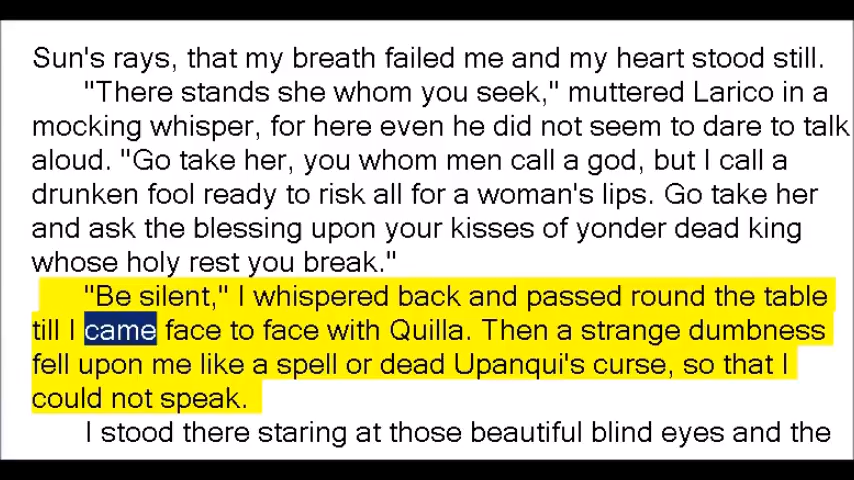 Sun's rays, that my breath failed me and my heart stood still.
"There stands she whom you seek," muttered Larico in a
mocking whisper, for here even he did not seem to dare to talk
aloud. "Go take her, you whom men call a god, but I call a
drunken fool ready to risk all for a woman's lips. Go take her
and ask the blessing upon your kisses of yonder dead king
whose holy rest you break."
"Be silent," I whispered back and passed round the table
till I came face to face with Quilla. Then a strange dumbness
fell upon me like a spell or dead Upanqui's curse, so that I
could not speak.
I stood there staring at those beautiful blind eyes and the